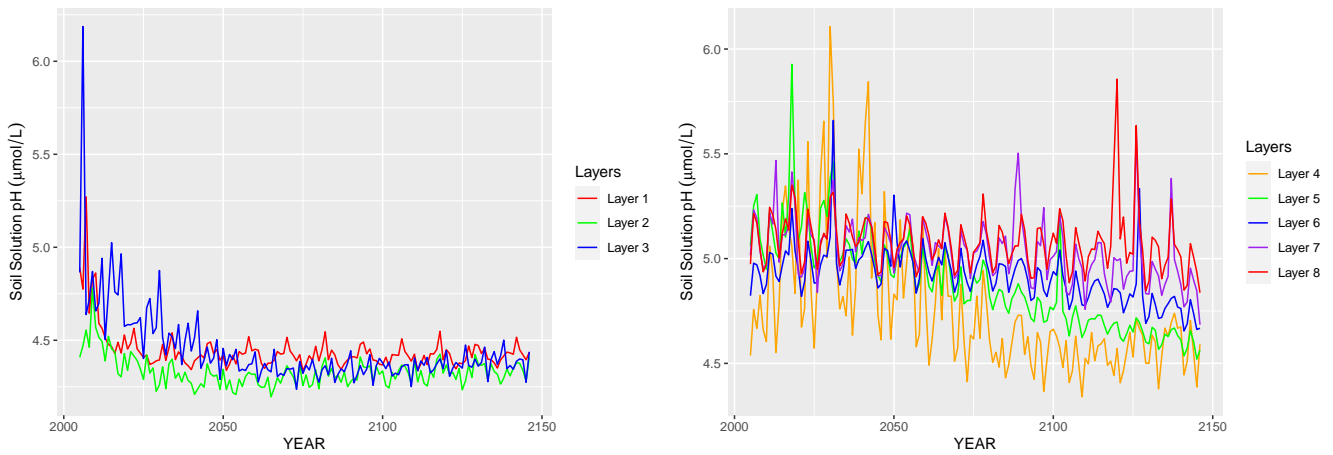 Soil Solution pH (μmol/L)
6.0
5.5
5.0
4.5
2000
2050
2100
2150
YEAR
Layers
Layer 1
Layer 2
Layer 3
Soil Solution pH (μmol/L)
6.0
5.5
5.0
4.5
2000
2050
2100
2150
YEAR
Layers
Layer 4
Layer 5
Layer 6
Layer 7
Layer 8